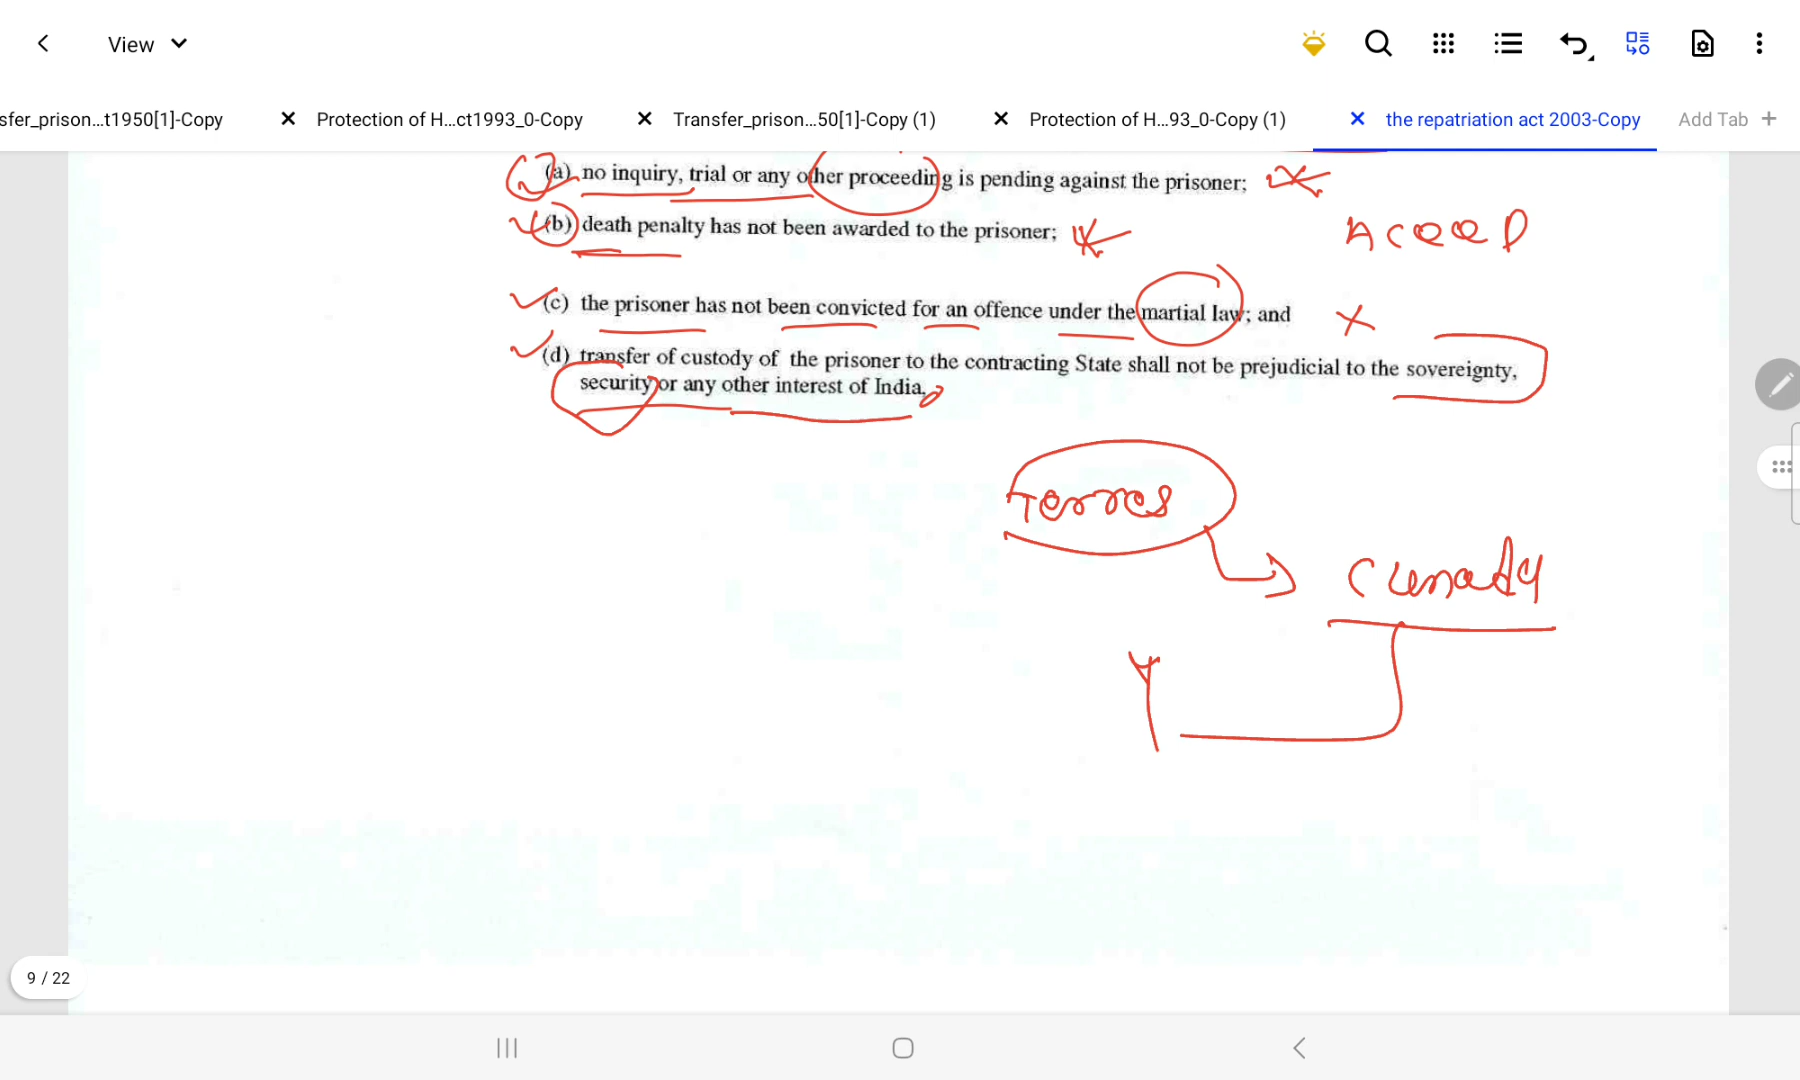 View
sfer_prison...t1950[1]-Copy
Protection of H...ct1993_0-Copy
Transfer_prison...50[1]-Copy (1)
Protection of H...93_0-Copy (1)
the repatriation act 2003-Copy
Add Tab +
(a) no inquiry, trial or any other proceeding is pending against the prisoner;
(b) death penalty has not been awarded to the prisoner;
(c) the prisoner has not been convicted for an offence under the martial law; and
(d) transfer of custody of the prisoner to the contracting State shall not be prejudicial to the sovereignty,
security or any other interest of India.
9 / 22